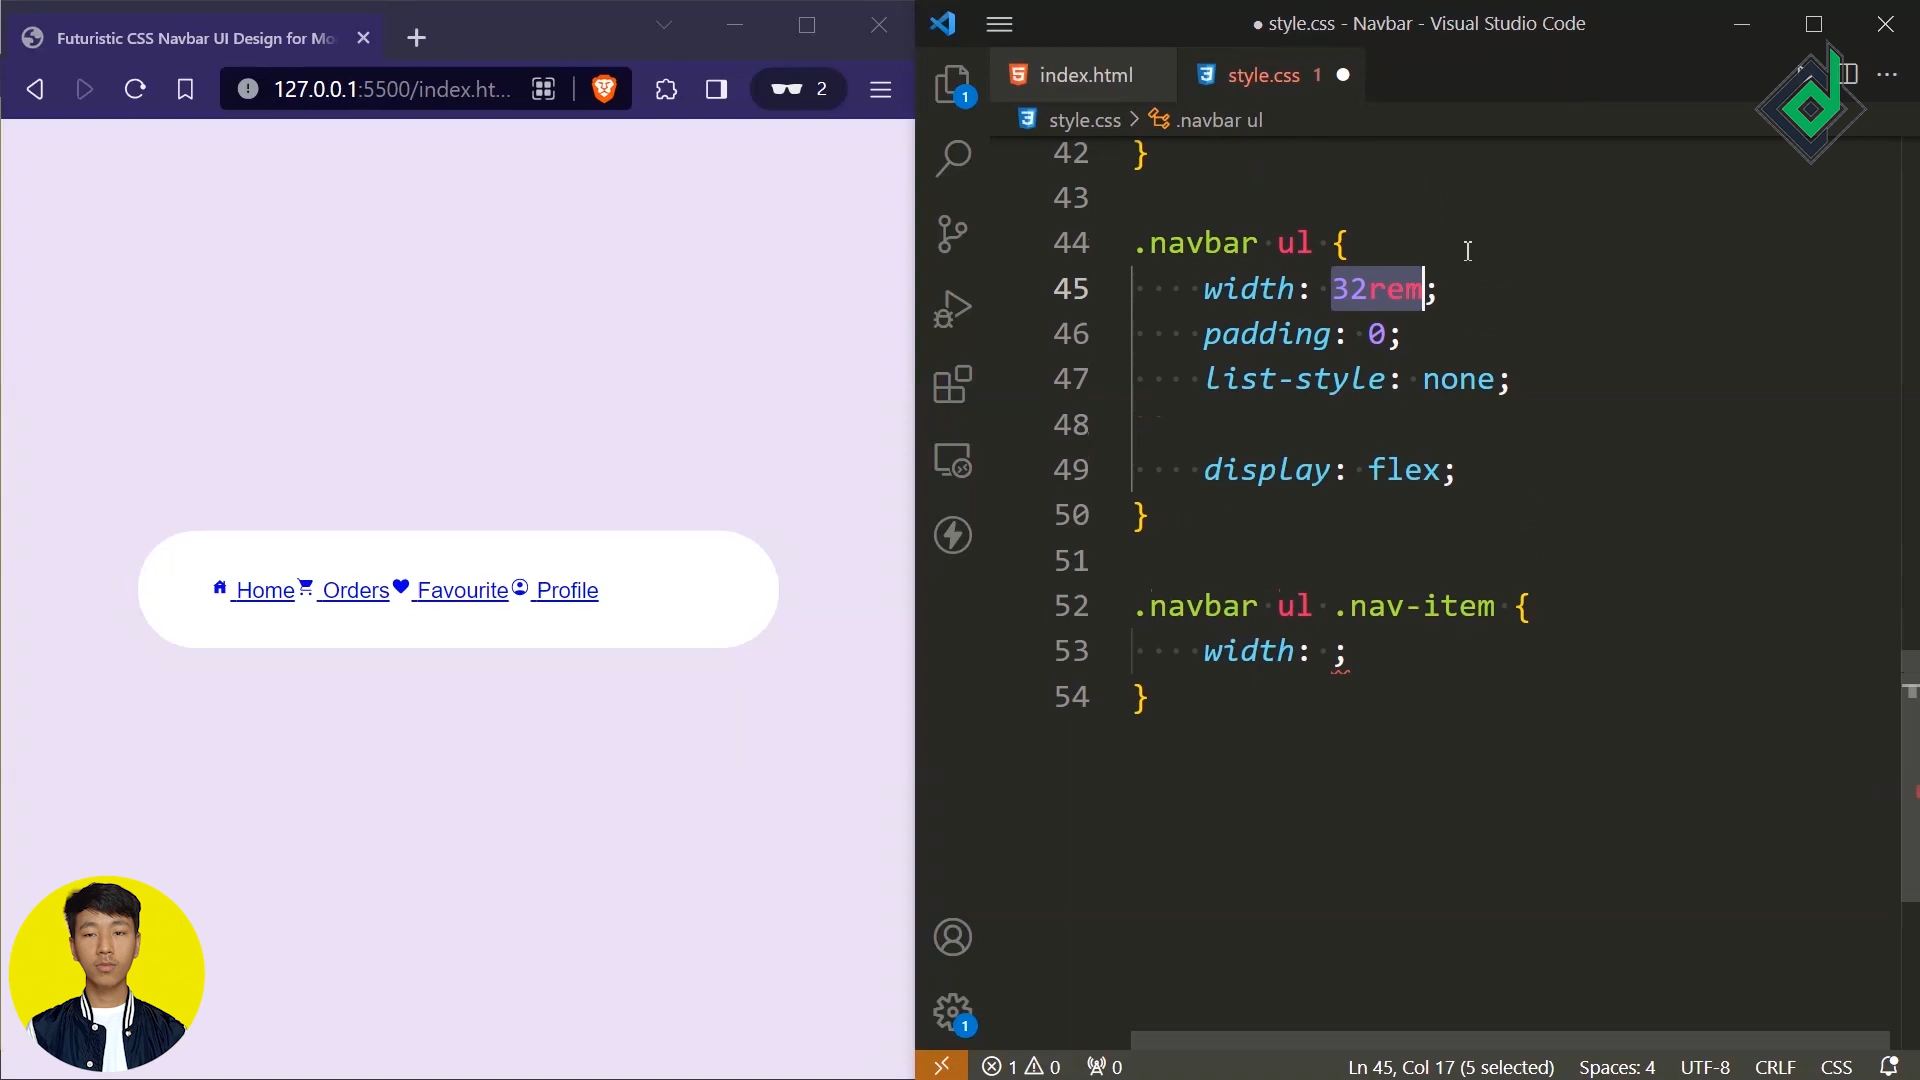 Futuristic CSS Navbar UI Design for Mo
127.0.0.1:5500/index.ht...
2
Home Orders Favourite Profile
style.css - Navbar - Visual Studio Code
index.html
style.css 1
style.css > .navbar ul
1
42 }
43
44 .navbar ul {
45 width: 32rem;
46 padding: 0;
47 list-style: none;
48
49 display: flex;
50 }
51
52 .navbar ul .nav-item {
53 width: ;
54 }
1
1 0 0 Ln 45, Col 17 (5 selected) Spaces: 4 UTF-8 CRLF CSS